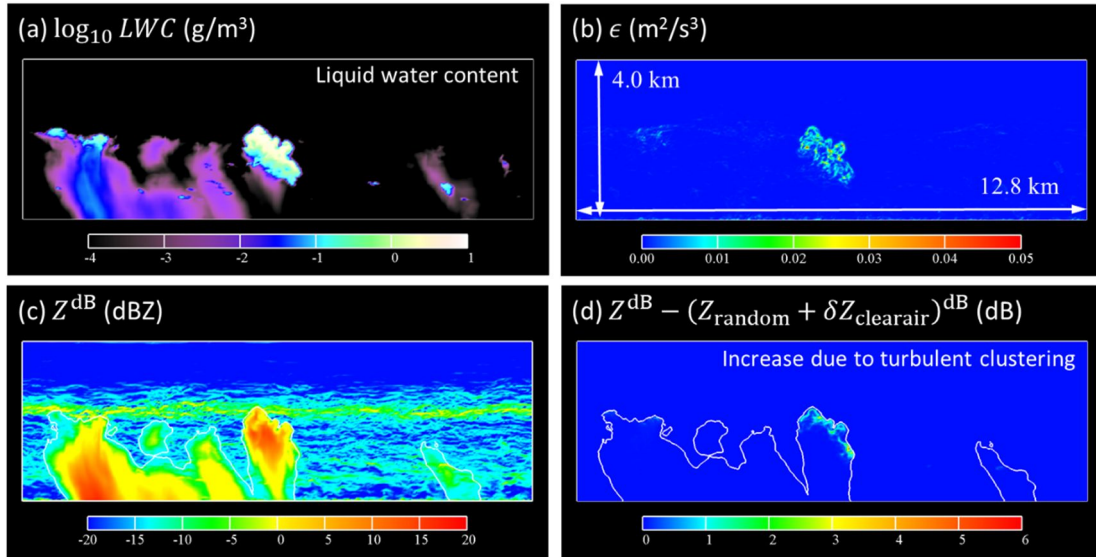 (a) log₁₀ LWC (g/m³)
Liquid water content
-4 -3 -2 -1 0 1
(b) ϵ (m²/s³)
4.0 km
12.8 km
0.00 0.01 0.02 0.03 0.04 0.05
(c) Z^dB (dBZ)
-20 -15 -10 -5 0 5 10 15 20
(d) Z^dB − (Z_random + δZ_clearair)^dB (dB)
Increase due to turbulent clustering
0 1 2 3 4 5 6